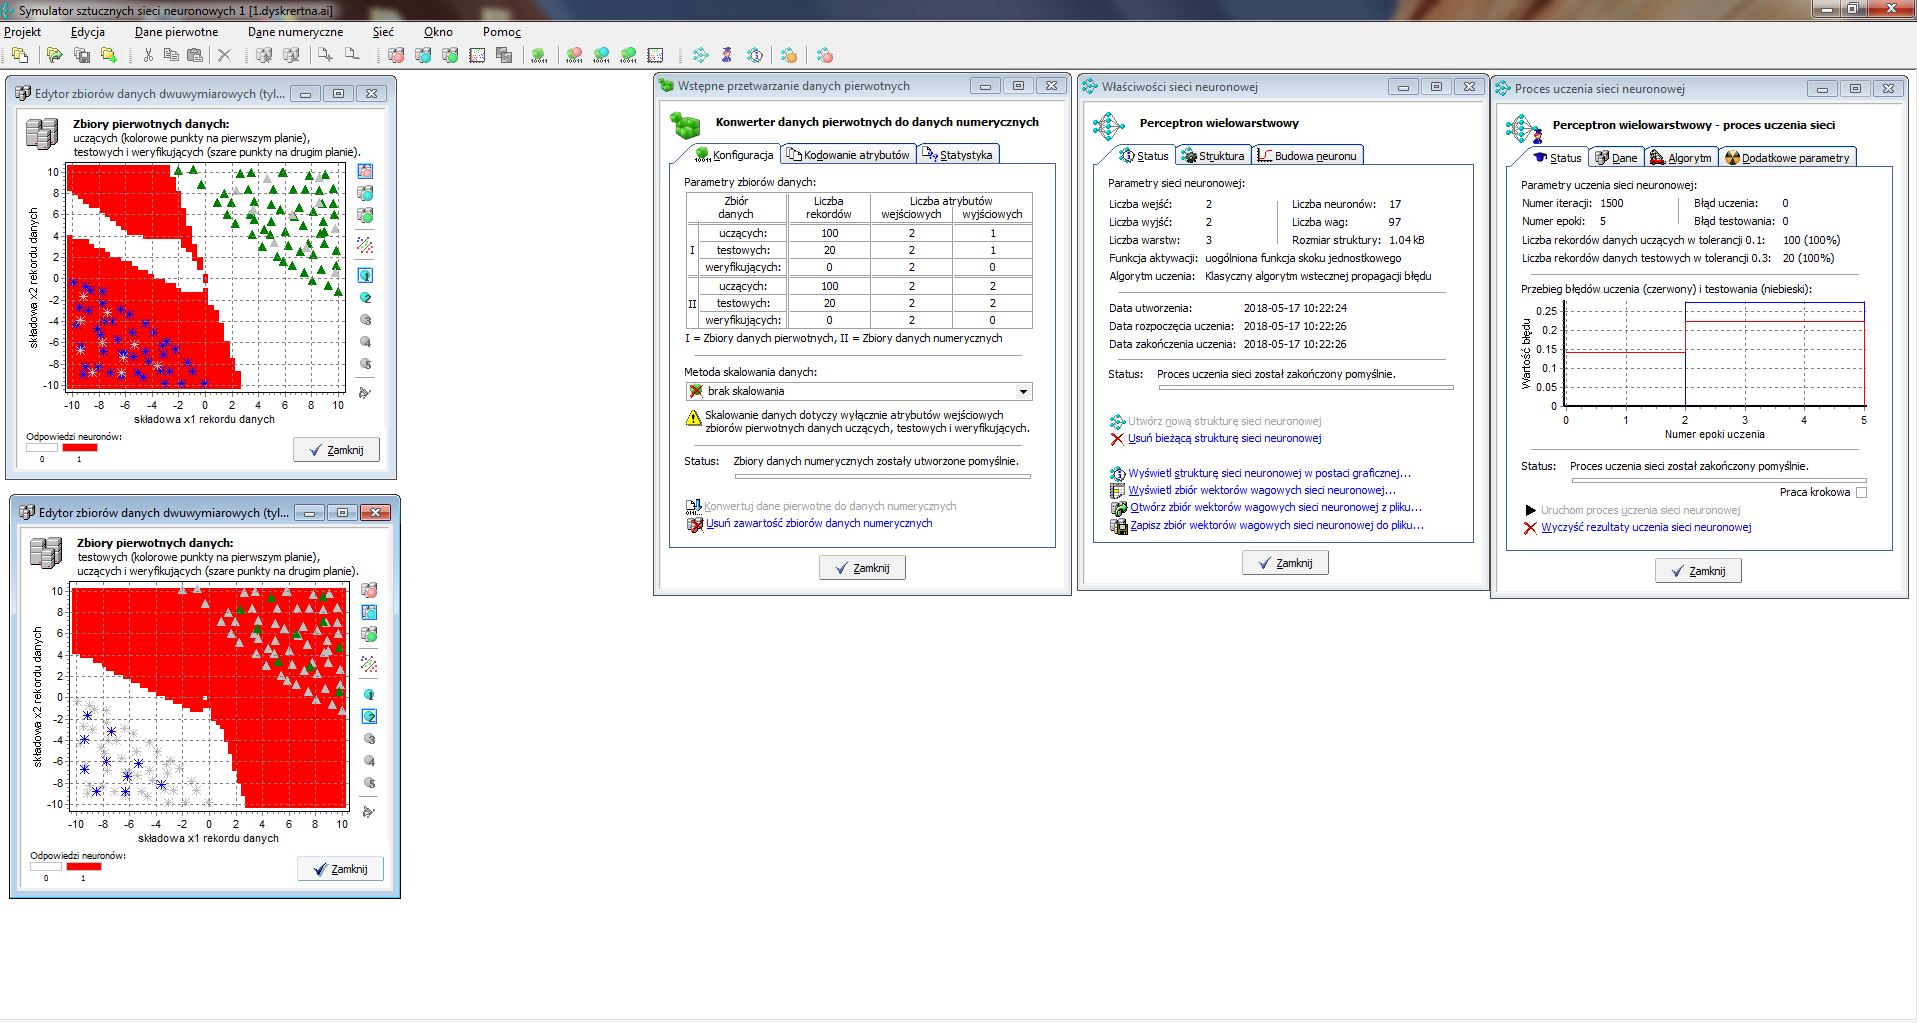 Symulator sztucznych sieci neuronowych 1 [1.dyskrertna.ai]
Projekt Edycja Dane pierwotne Dane numeryczne Sieć Okno Pomoc
Edytor zbiorów danych dwuwymiarowych (tyl...
Zbiory pierwotnych danych:
uczących (kolorowe punkty na pierwszym planie),
testowych i weryfikujących (szare punkty na drugim planie).
składowa x2 rekordu danych
10
8
6
4
2
0
-2
-4
-6
-8
-10
-10 -8 -6 -4 -2 0 2 4 6 8 10
składowa x1 rekordu danych
1
2
3
4
5
Odpowiedzi neuronów:
0 1
Zamknij
Edytor zbiorów danych dwuwymiarowych (tyl...
Zbiory pierwotnych danych:
testowych (kolorowe punkty na pierwszym planie),
uczących i weryfikujących (szare punkty na drugim planie).
składowa x2 rekordu danych
10
8
6
4
2
0
-2
-4
-6
-8
-10
-10 -8 -6 -4 -2 0 2 4 6 8 10
składowa x1 rekordu danych
1
2
3
4
5
Odpowiedzi neuronów:
0 1
Zamknij
Wstępne przetwarzanie danych pierwotnych
Konwerter danych pierwotnych do danych numerycznych
Konfiguracja Kodowanie atrybutów Statystyka
Parametry zbiorów danych:
Zbiór danych Liczba rekordów Liczba atrybutów
wejściowych wyjściowych
I
uczących: 100 2 1
testowych: 20 2 1
weryfikujących: 0 2 0
II
uczących: 100 2 2
testowych: 20 2 2
weryfikujących: 0 2 0
I = Zbiory danych pierwotnych, II = Zbiory danych numerycznych
Metoda skalowania danych:
brak skalowania
Skalowanie danych dotyczy wyłącznie atrybutów wejściowych
zbiorów pierwotnych danych uczących, testowych i weryfikujących.
Status: Zbiory danych numerycznych zostały utworzone pomyślnie.
Konwertuj dane pierwotne do danych numerycznych
Usuń zawartość zbiorów danych numerycznych
Zamknij
Właściwości sieci neuronowej
Perceptron wielowarstwowy
Status Struktura Budowa neuronu
Parametry sieci neuronowej:
Liczba wejść: 2 Liczba neuronów: 17
Liczba wyjść: 2 Liczba wag: 97
Liczba warstw: 3 Rozmiar struktury: 1.04 kB
Funkcja aktywacji: uogólniona funkcja skoku jednostkowego
Algorytm uczenia: Klasyczny algorytm wstecznej propagacji błędu
Data utworzenia: 2018-05-17 10:22:24
Data rozpoczęcia uczenia: 2018-05-17 10:22:26
Data zakończenia uczenia: 2018-05-17 10:22:26
Status: Proces uczenia sieci został zakończony pomyślnie.
Utwórz nową strukturę sieci neuronowej
Usuń bieżącą strukturę sieci neuronowej
Wyświetl strukturę sieci neuronowej w postaci graficznej...
Wyświetl zbiór wektorów wagowych sieci neuronowej...
Otwórz zbiór wektorów wagowych sieci neuronowej z pliku...
Zapisz zbiór wektorów wagowych sieci neuronowej do pliku...
Zamknij
Proces uczenia sieci neuronowej
Perceptron wielowarstwowy - proces uczenia sieci
Status Dane Algorytm Dodatkowe parametry
Parametry uczenia sieci neuronowej:
Numer iteracji: 1500 Błąd uczenia: 0
Numer epoki: 5 Błąd testowania: 0
Liczba rekordów danych uczących w tolerancji 0.1: 100 (100%)
Liczba rekordów danych testowych w tolerancji 0.3: 20 (100%)
Przebieg błędów uczenia (czerwony) i testowania (niebieski):
Wartość błędu
0.25
0.2
0.15
0.1
0.05
0
0 1 2 3 4 5
Numer epoki uczenia
Status: Proces uczenia sieci został zakończony pomyślnie.
Praca krokowa
Uruchom proces uczenia sieci neuronowej
Wyczyść rezultaty uczenia sieci neuronowej
Zamknij